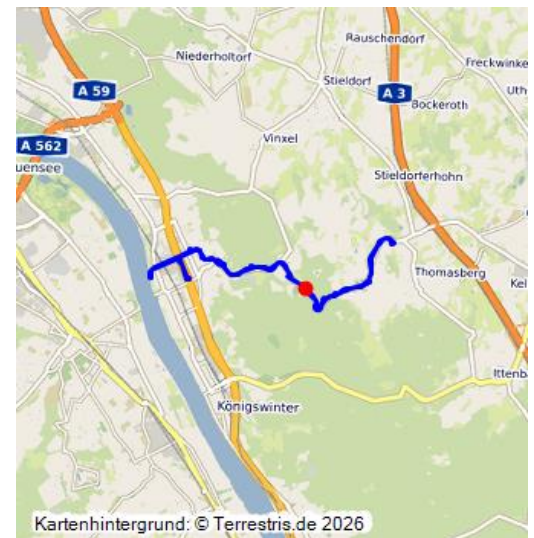 Rauschendorf
Niederholtorf
Freckwinke
Stieldorf
A 59
A 3
Uth
Bockeroth
Vinxel
A 562
uensee
Stieldorferhohn
Thomasberg
Kel
Ittenba
Königswinter
Kartenhintergrund: © Terrestris.de 2026